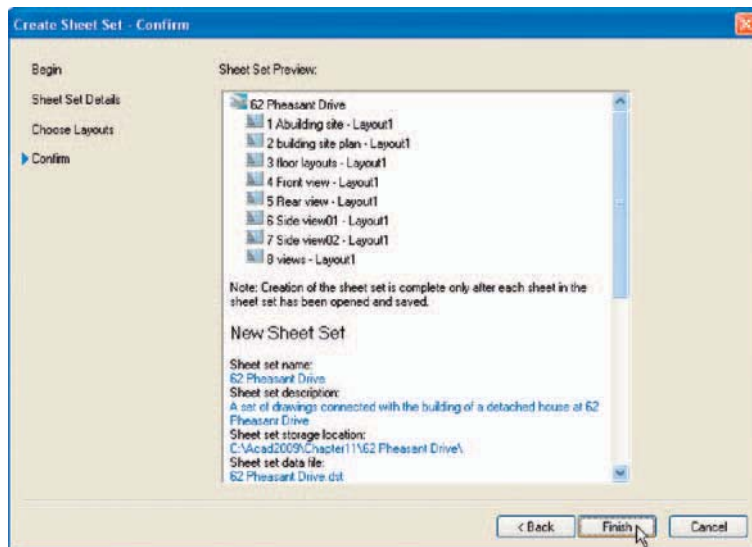 Create Sheet Set - Confirm
Begin
Sheet Set Details
Choose Layouts
Confirm
Sheet Set Preview:
62 Pheasant Drive
1 Abuilding site - Layout1
2 building site plan - Layout1
3 floor layouts - Layout1
4 Front view - Layout1
5 Rear view - Layout1
6 Side view01 - Layout1
7 Side view02 - Layout1
8 views - Layout1
Note: Creation of the sheet set is complete only after each sheet in the
sheet set has been opened and saved.
New Sheet Set
Sheet set name:
62 Pheasant Drive
Sheet set description:
A set of drawings connected with the building of a detached house at 62
Pheasant Drive
Sheet set storage location:
C:\Acad2009\Chapter11\62 Pheasant Drive\
Sheet set data file:
62 Pheasant Drive.dst
< Back
Finish
Cancel